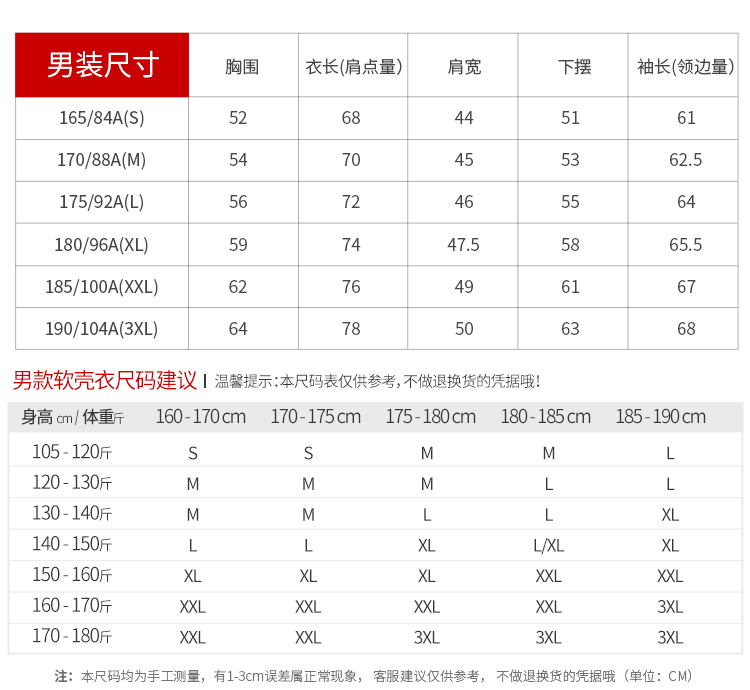 男装尺寸 胸围 衣长(肩点量) 肩宽 下摆 袖长(领边量)
165/84A(S) 52 68 44 51 61
170/88A(M) 54 70 45 53 62.5
175/92A(L) 56 72 46 55 64
180/96A(XL) 59 74 47.5 58 65.5
185/100A(XXL) 62 76 49 61 67
190/104A(3XL) 64 78 50 63 68
男款软壳衣尺码建议 | 温馨提示：本尺码表仅供参考，不做退换货的凭据哦！
身高 cm / 体重斤 160-170cm 170-175cm 175-180cm 180-185cm 185-190cm
105-120斤 S S M M L
120-130斤 M M M L L
130-140斤 M M L L XL
140-150斤 L L XL L/XL XL
150-160斤 XL XL XL XXL XXL
160-170斤 XXL XXL XXL XXL 3XL
170-180斤 XXL XXL 3XL 3XL 3XL
注：本尺码均为手工测量，有1-3cm误差属正常现象， 客服建议仅供参考， 不做退换货的凭据哦（单位：CM）